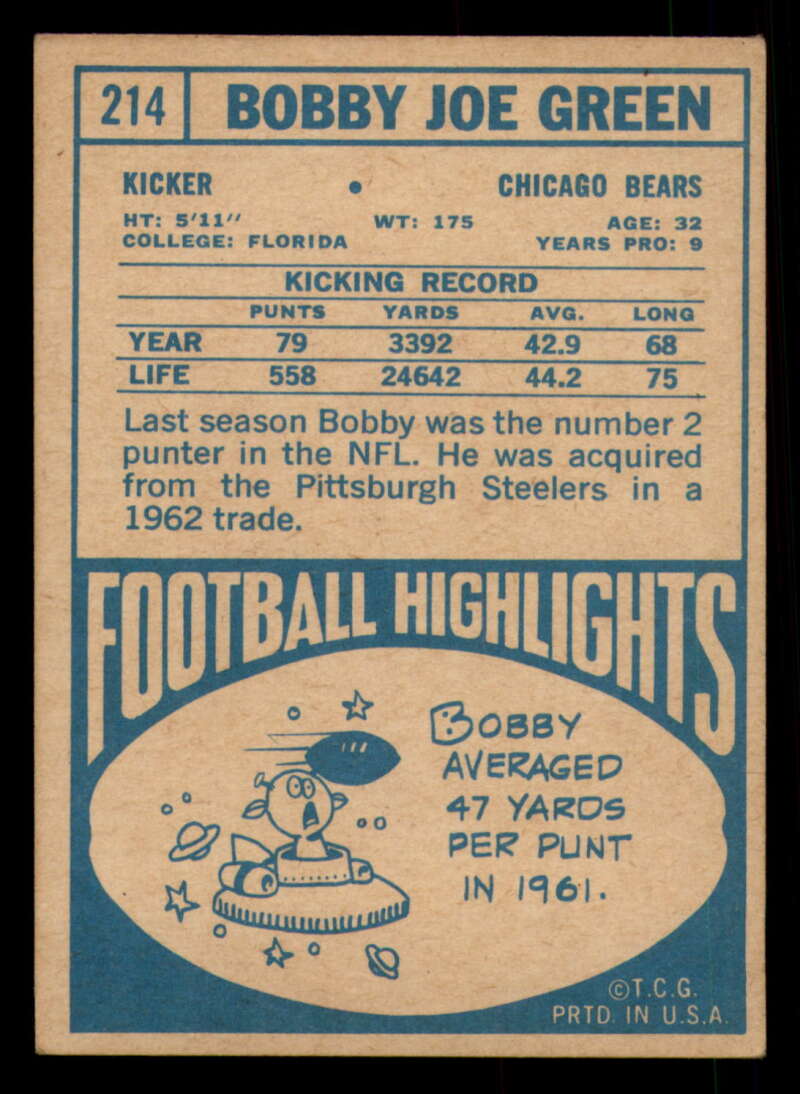 214 BOBBY JOE GREEN
KICKER • CHICAGO BEARS
HT: 5'11" WT: 175 AGE: 32
COLLEGE: FLORIDA YEARS PRO: 9
KICKING RECORD
PUNTS YARDS AVG. LONG
YEAR 79 3392 42.9 68
LIFE 558 24642 44.2 75
Last season Bobby was the number 2
punter in the NFL. He was acquired
from the Pittsburgh Steelers in a
1962 trade.
FOOTBALL HIGHLIGHTS
BOBBY
AVERAGED
47 YARDS
PER PUNT
IN 1961.
©T.C.G.
PRTD. IN U.S.A.